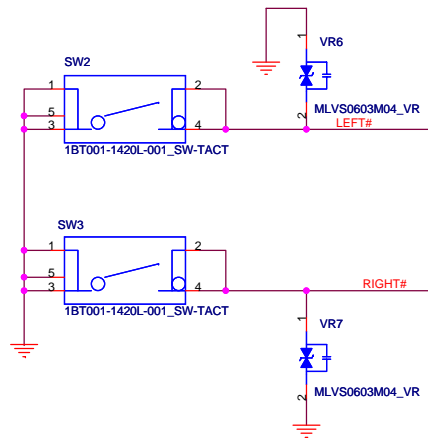 1
VR6
SW2
1
2
5
3
4
MLVS0603M04_VR
2
LEFT#
1BT001-1420L-001_SW-TACT
SW3
1
2
5
3
4
RIGHT#
1BT001-1420L-001_SW-TACT
1
VR7
MLVS0603M04_VR
2